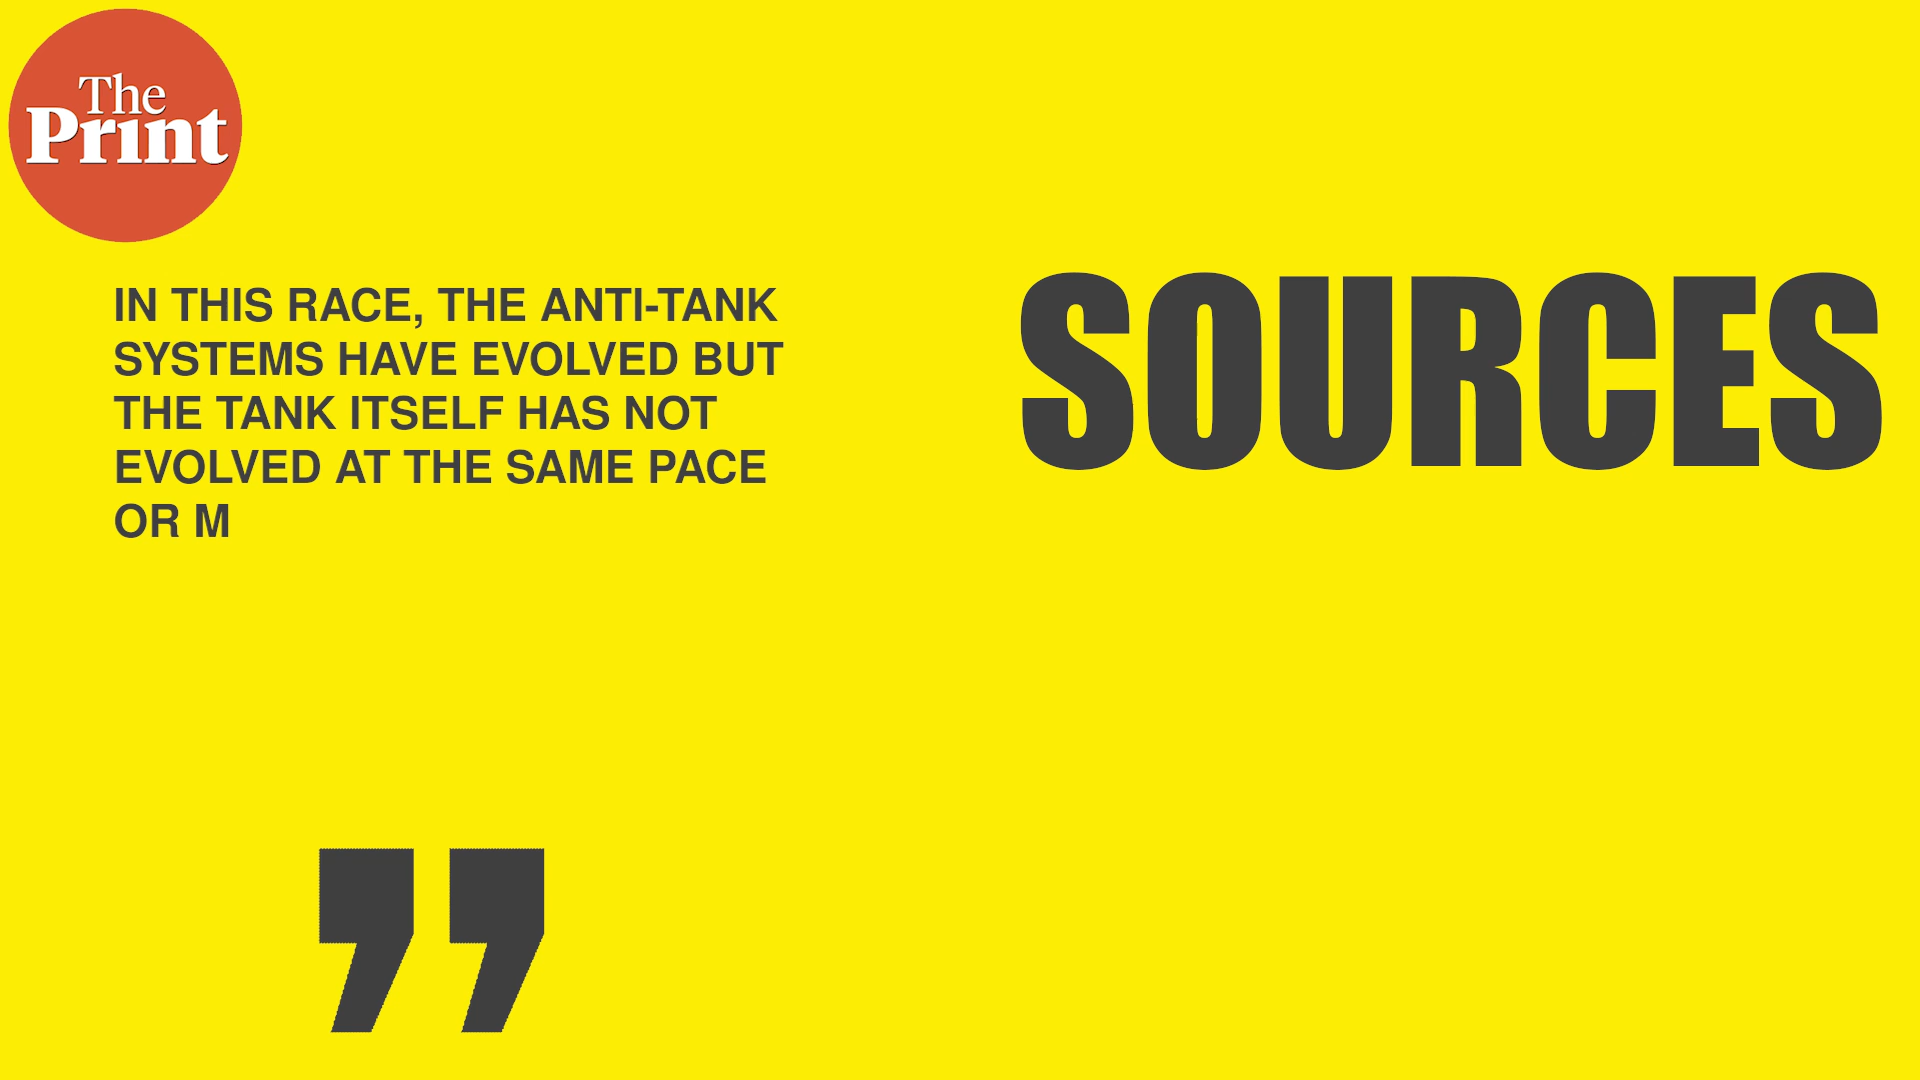 The
Print
IN THIS RACE, THE ANTI-TANK
SYSTEMS HAVE EVOLVED BUT
THE TANK ITSELF HAS NOT
EVOLVED AT THE SAME PACE
OR M
”
SOURCES